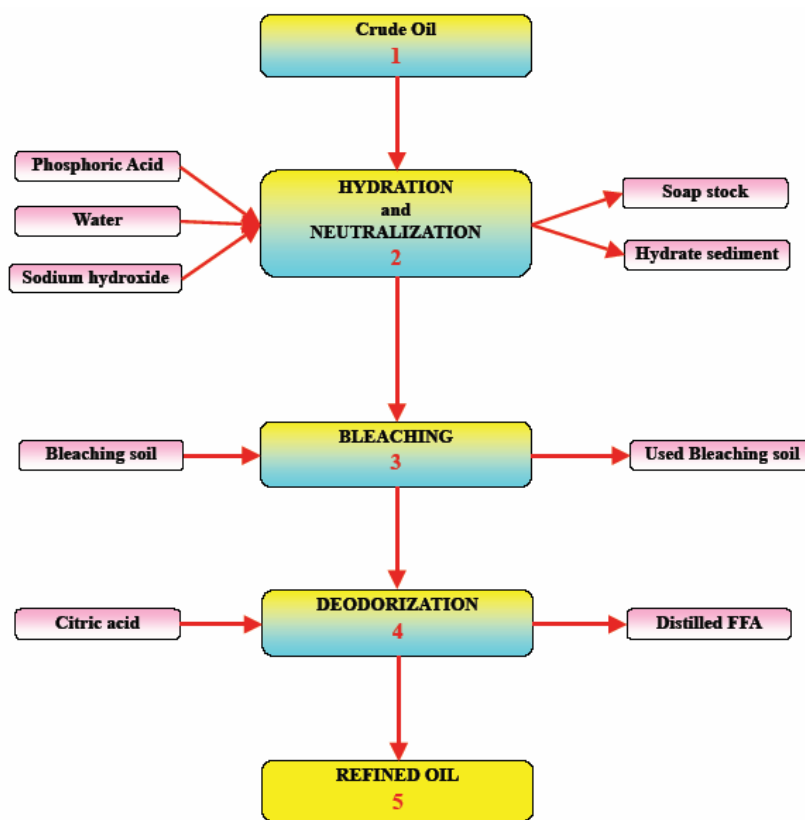 Crude Oil
1
Phosphoric Acid
Water
Sodium hydroxide
HYDRATION
and
NEUTRALIZATION
2
Soap stock
Hydrate sediment
Bleaching soil
BLEACHING
3
Used Bleaching soil
Citric acid
DEODORIZATION
4
Distilled FFA
REFINED OIL
5